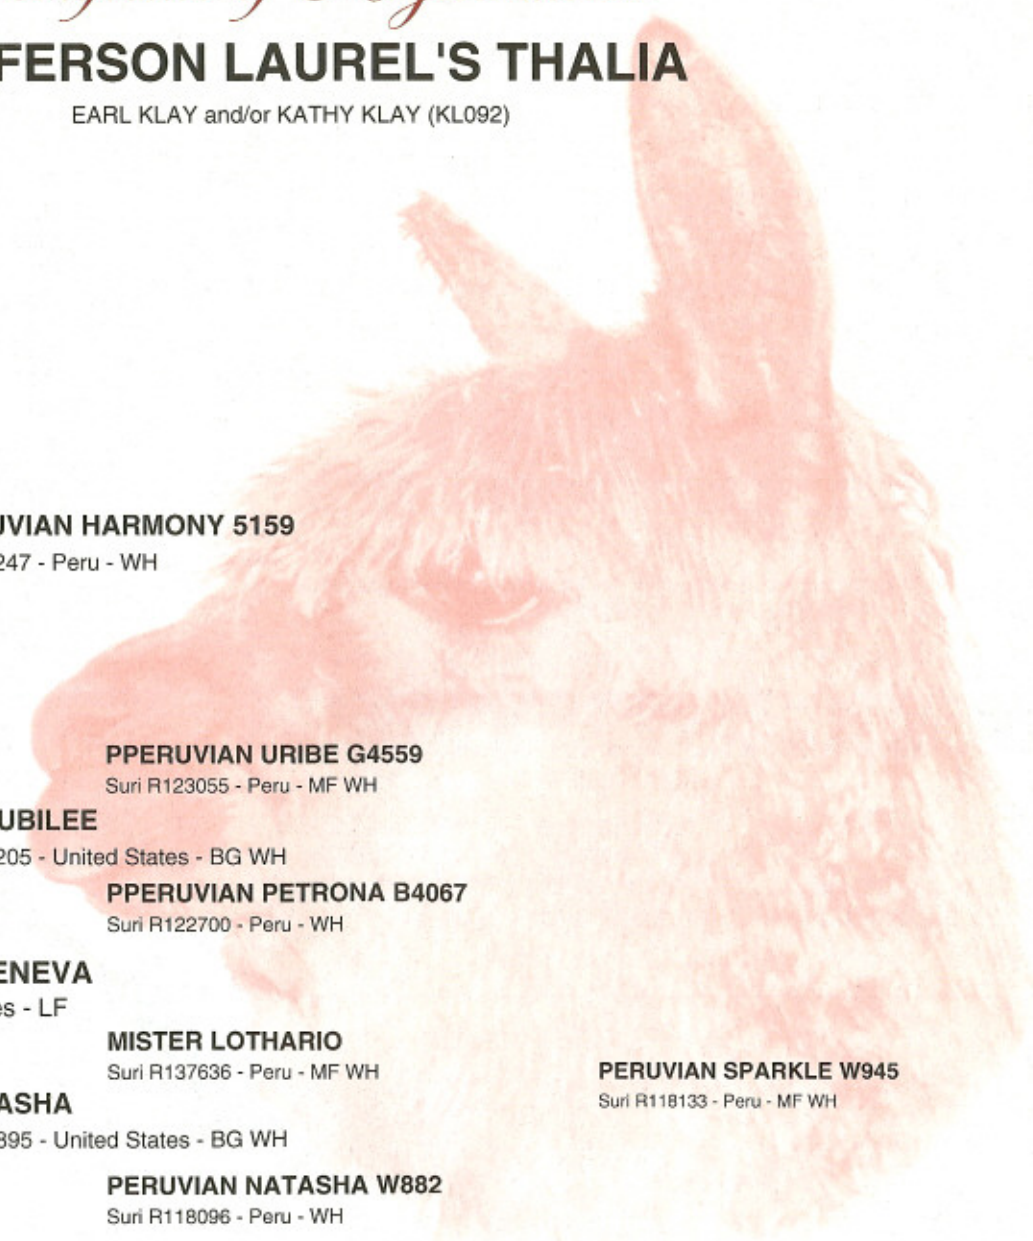 FERSON LAUREL'S THALIA
EARL KLAY and/or KATHY KLAY (KL092)
UVIAN HARMONY 5159
247 - Peru - WH
PPERUVIAN URIBE G4559
Suri R123055 - Peru - MF WH
UBILEE
205 - United States - BG WH
PPERUVIAN PETRONA B4067
Suri R122700 - Peru - WH
ENEVA
es - LF
MISTER LOTHARIO
Suri R137636 - Peru - MF WH
PERUVIAN SPARKLE W945
Suri R118133 - Peru - MF WH
ASHA
895 - United States - BG WH
PERUVIAN NATASHA W882
Suri R118096 - Peru - WH